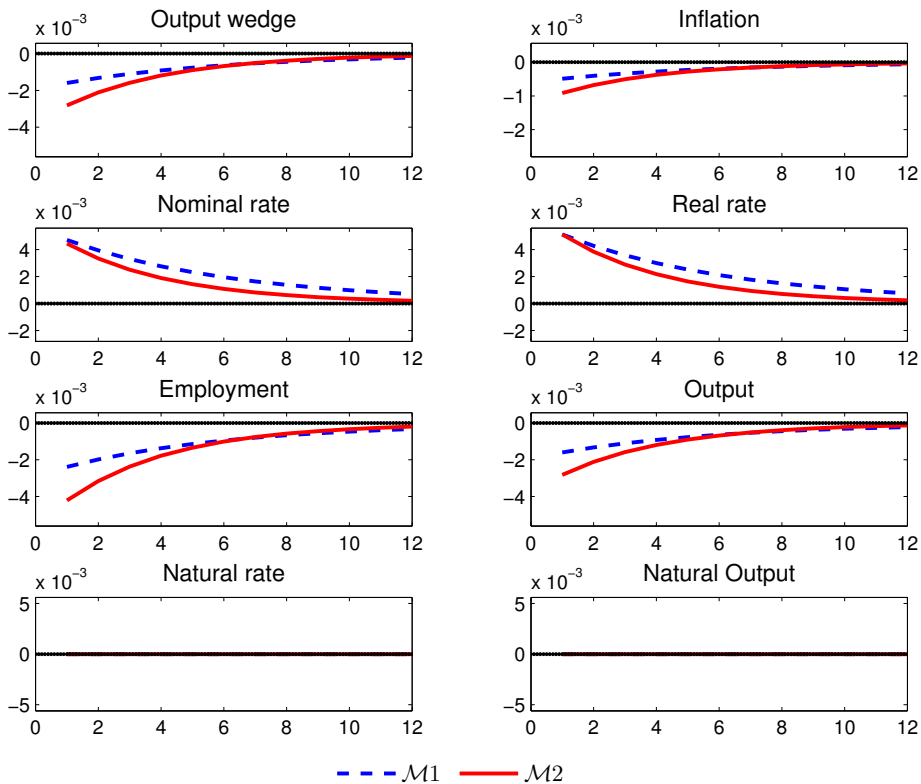 Output wedge
x 10⁻³
0
−2
−4
0 2 4 6 8 10 12
Inflation
x 10⁻³
0
−1
−2
0 2 4 6 8 10 12
Nominal rate
x 10⁻³
4
2
0
−2
0 2 4 6 8 10 12
Real rate
x 10⁻³
4
2
0
−2
0 2 4 6 8 10 12
Employment
x 10⁻³
0
−2
−4
0 2 4 6 8 10 12
Output
x 10⁻³
0
−2
−4
0 2 4 6 8 10 12
Natural rate
x 10⁻³
5
0
−5
0 2 4 6 8 10 12
Natural Output
x 10⁻³
5
0
−5
0 2 4 6 8 10 12
ℳ1 ℳ2